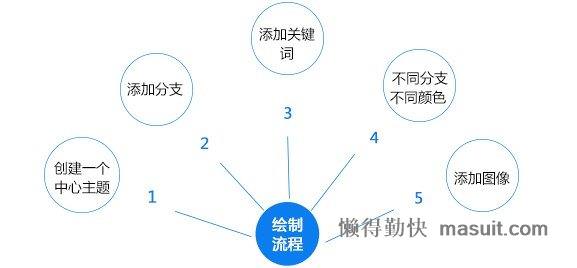 添加关键
词
添加分支
不同分支
不同颜色
3
4
2
创建一个
中心主题
添加图像
1
5
绘制
流程
懒得勤快 masuit.com